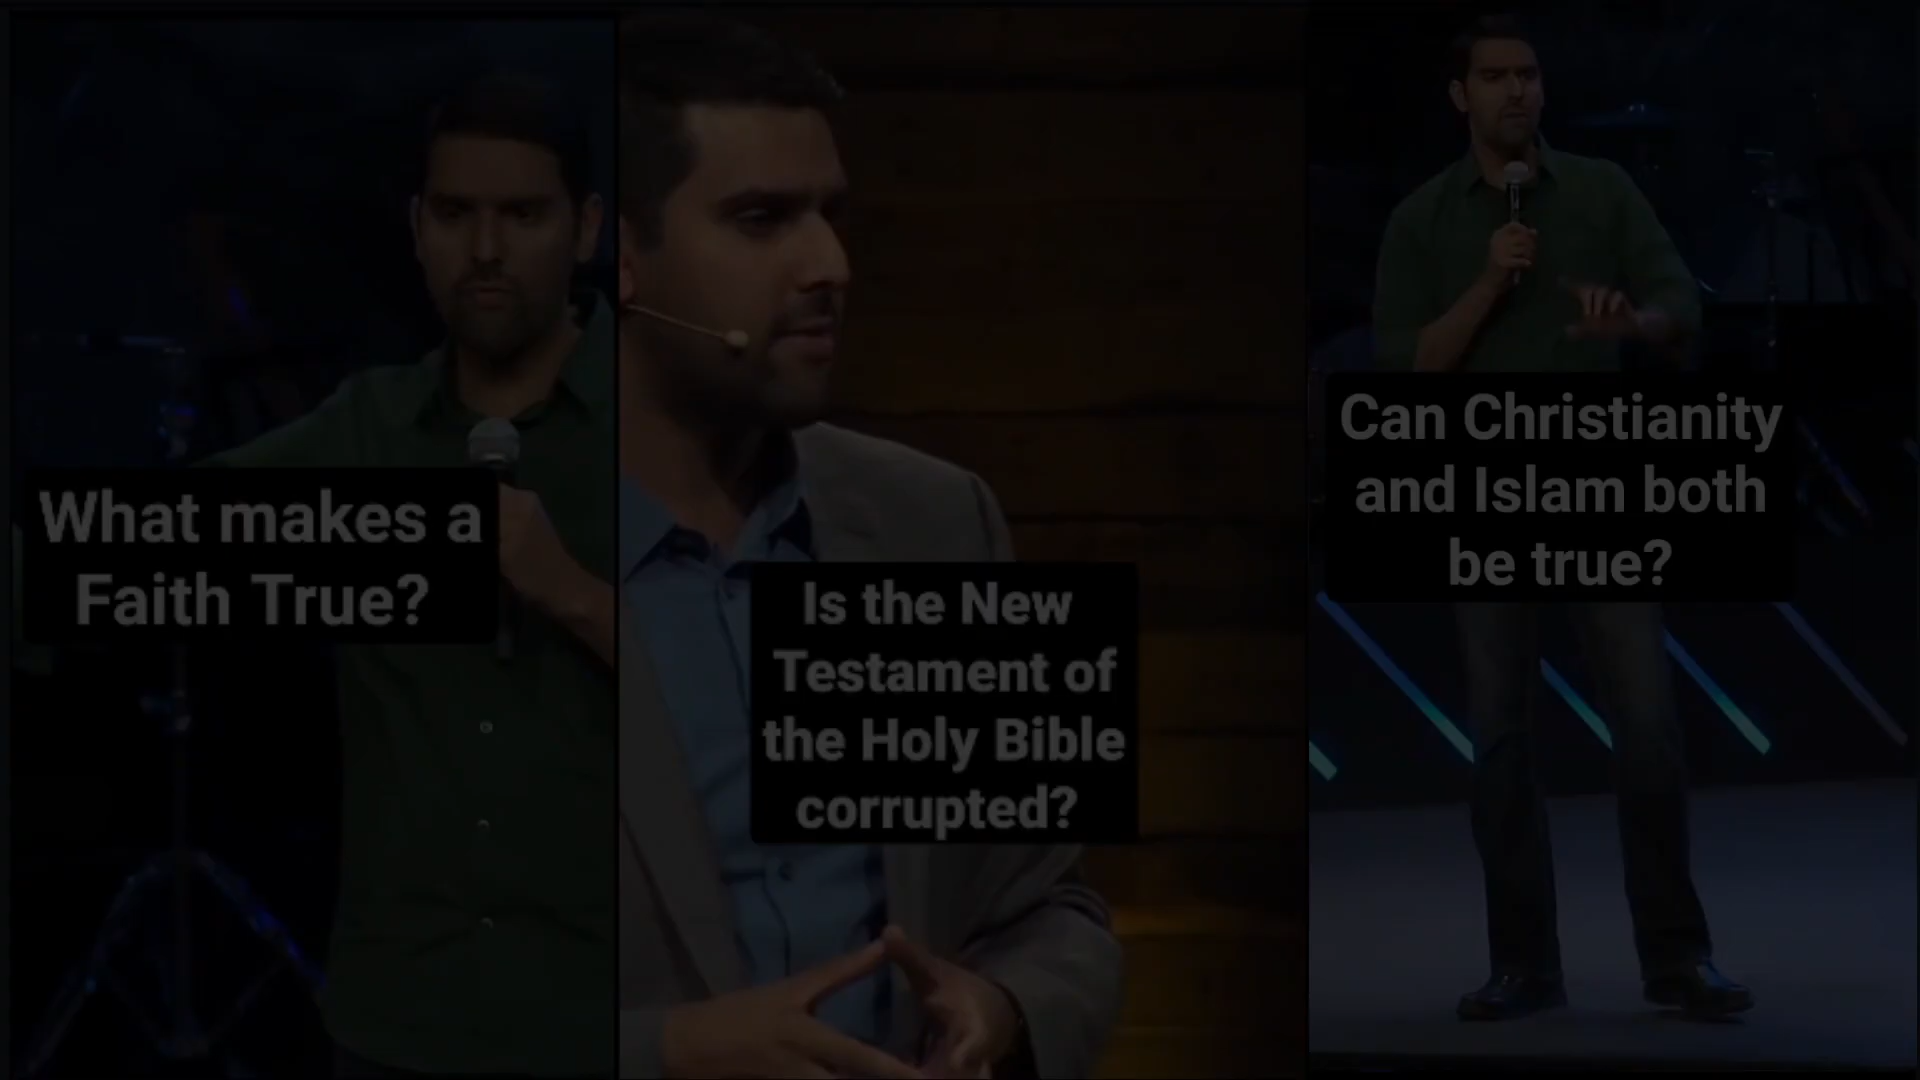 What makes a
Faith True?
Is the New
Testament of
the Holy Bible
corrupted?
Can Christianity
and Islam both
be true?